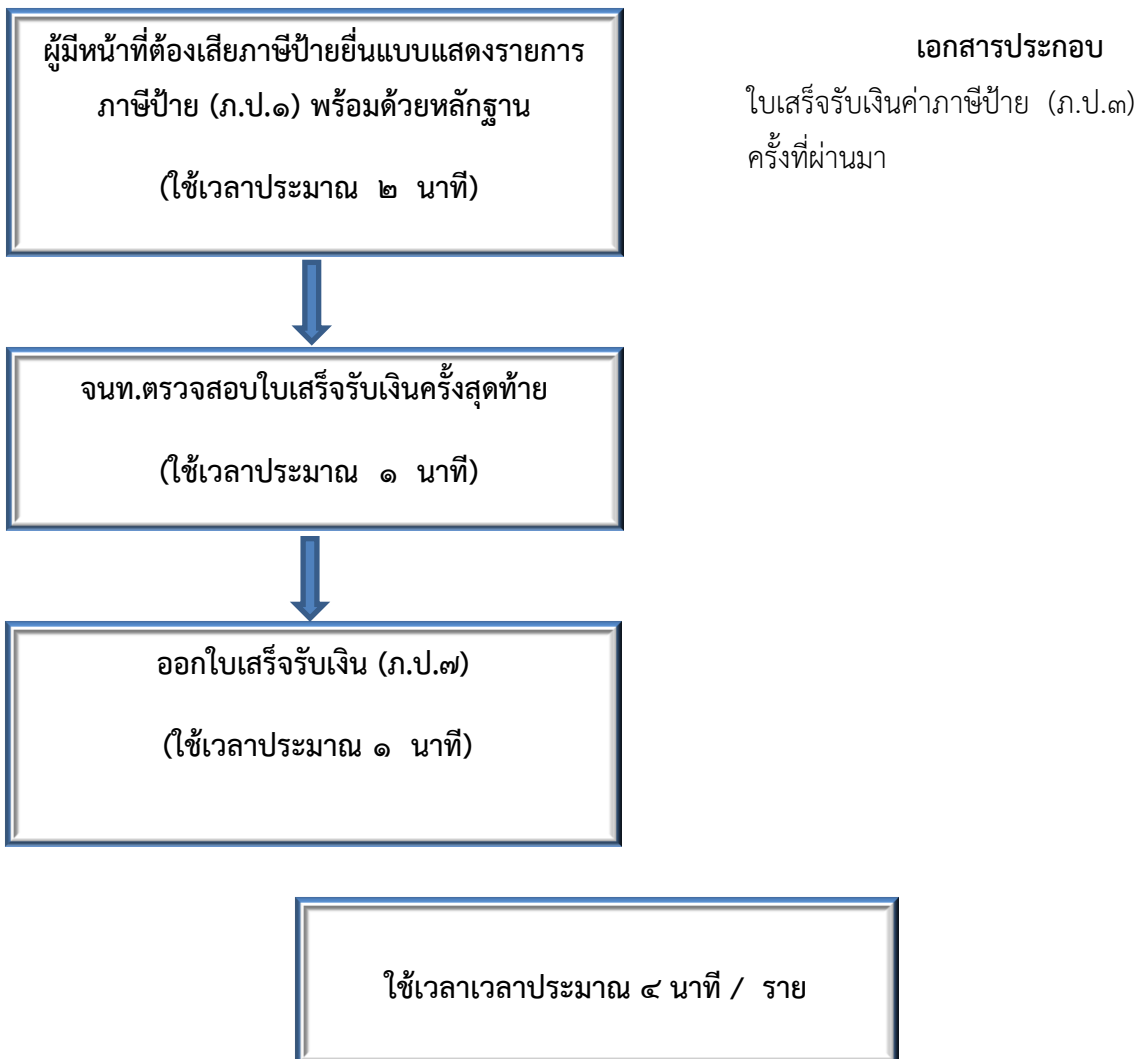 ผู้มีหน้าที่ต้องเสียภาษีป้ายยื่นแบบแสดงรายการ
ภาษีป้าย (ภ.ป.๑) พร้อมด้วยหลักฐาน
(ใช้เวลาประมาณ ๒ นาที)
เอกสารประกอบ
ใบเสร็จรับเงินค่าภาษีป้าย (ภ.ป.๓)
ครั้งที่ผ่านมา
จนท.ตรวจสอบใบเสร็จรับเงินครั้งสุดท้าย
(ใช้เวลาประมาณ ๑ นาที)
ออกใบเสร็จรับเงิน (ภ.ป.๗)
(ใช้เวลาประมาณ ๑ นาที)
ใช้เวลาเวลาประมาณ ๔ นาที / ราย